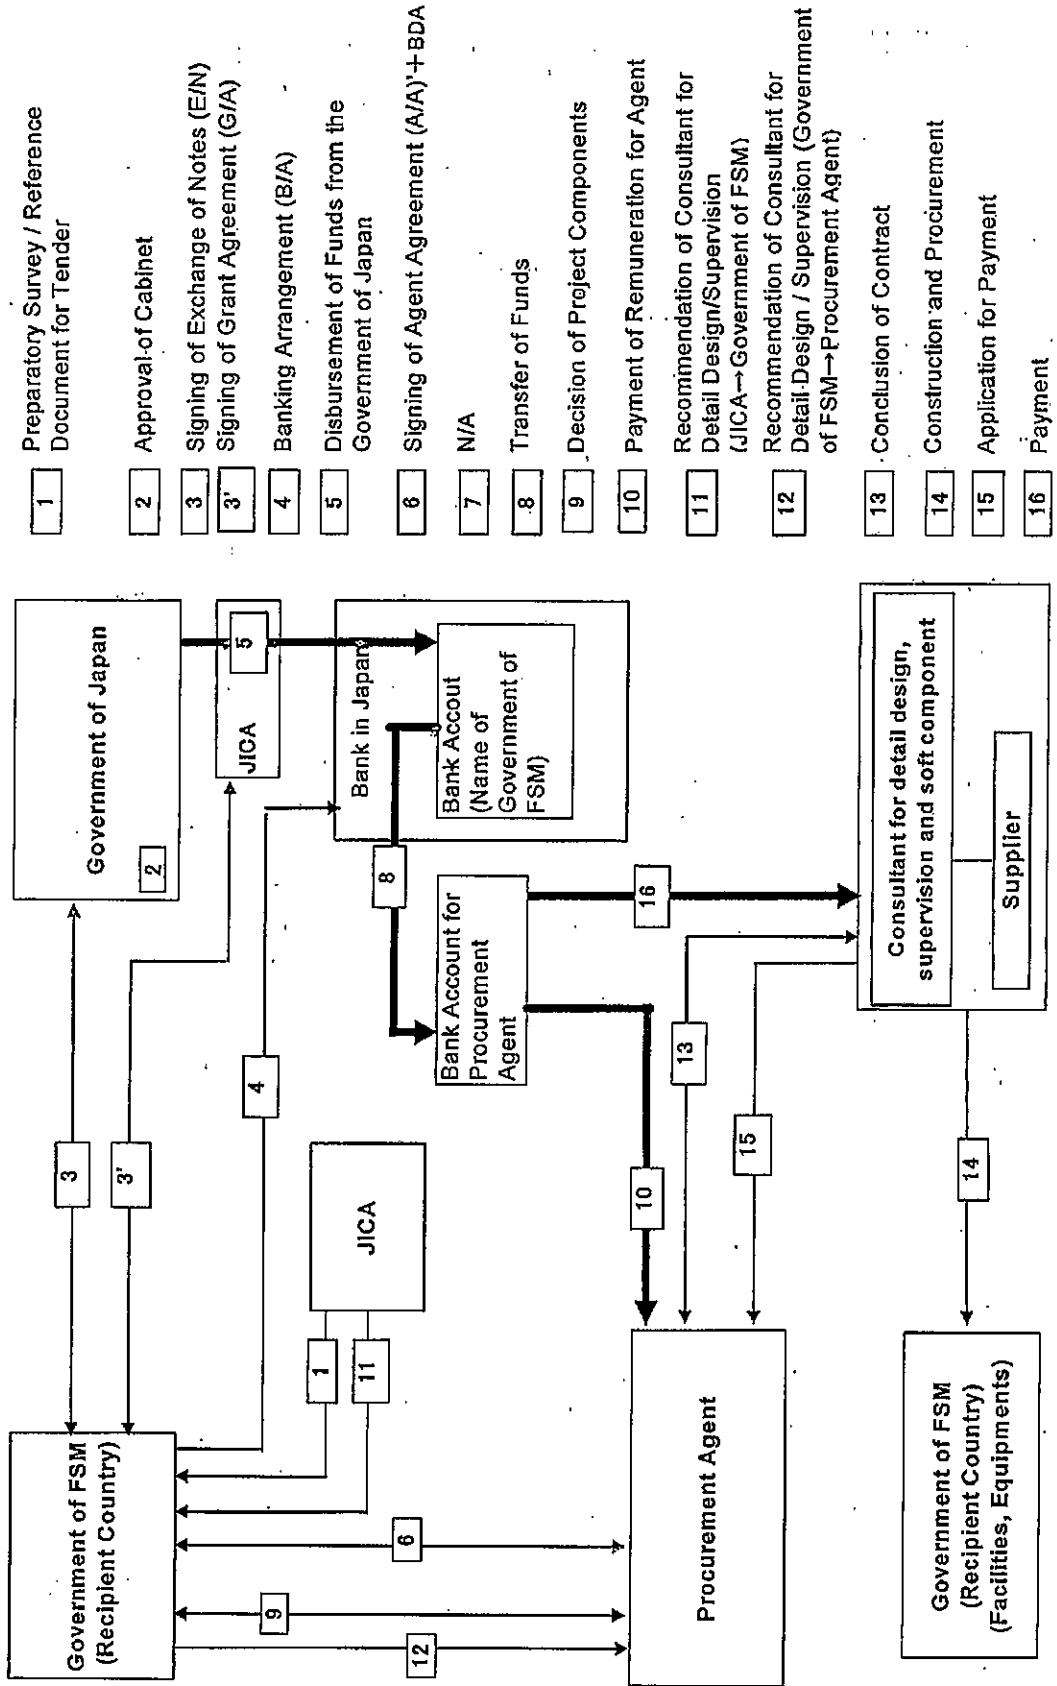 Government of FSM
(Recipient Country)
3
3'
4
Government of Japan
2
JICA
5
JICA
1
11
Bank in Japan
Bank Accout
(Name of
Government of
FSM)
8
Bank Account for
Procurement
Agent
6
9
12
10
16
13
15
Procurement Agent
Consultant for detail design,
supervision and soft component
Supplier
14
Government of FSM
(Recipient Country)
(Facilities, Equipments)
1 Preparatory Survey / Reference
Document for Tender
2 Approval of Cabinet
3 Signing of Exchange of Notes (E/N)
3' Signing of Grant Agreement (G/A)
4 Banking Arrangement (B/A)
5 Disbursement of Funds from the
Government of Japan
6 Signing of Agent Agreement (A/A)'+BDA
7 N/A
8 Transfer of Funds
9 Decision of Project Components
10 Payment of Remuneration for Agent
11 Recommendation of Consultant for
Detail Design/Supervision
(JICA→Government of FSM)
12 Recommendation of Consultant for
Detail Design / Supervision (Government
of FSM→Procurement Agent)
13 Conclusion of Contract
14 Construction and Procurement
15 Application for Payment
16 Payment